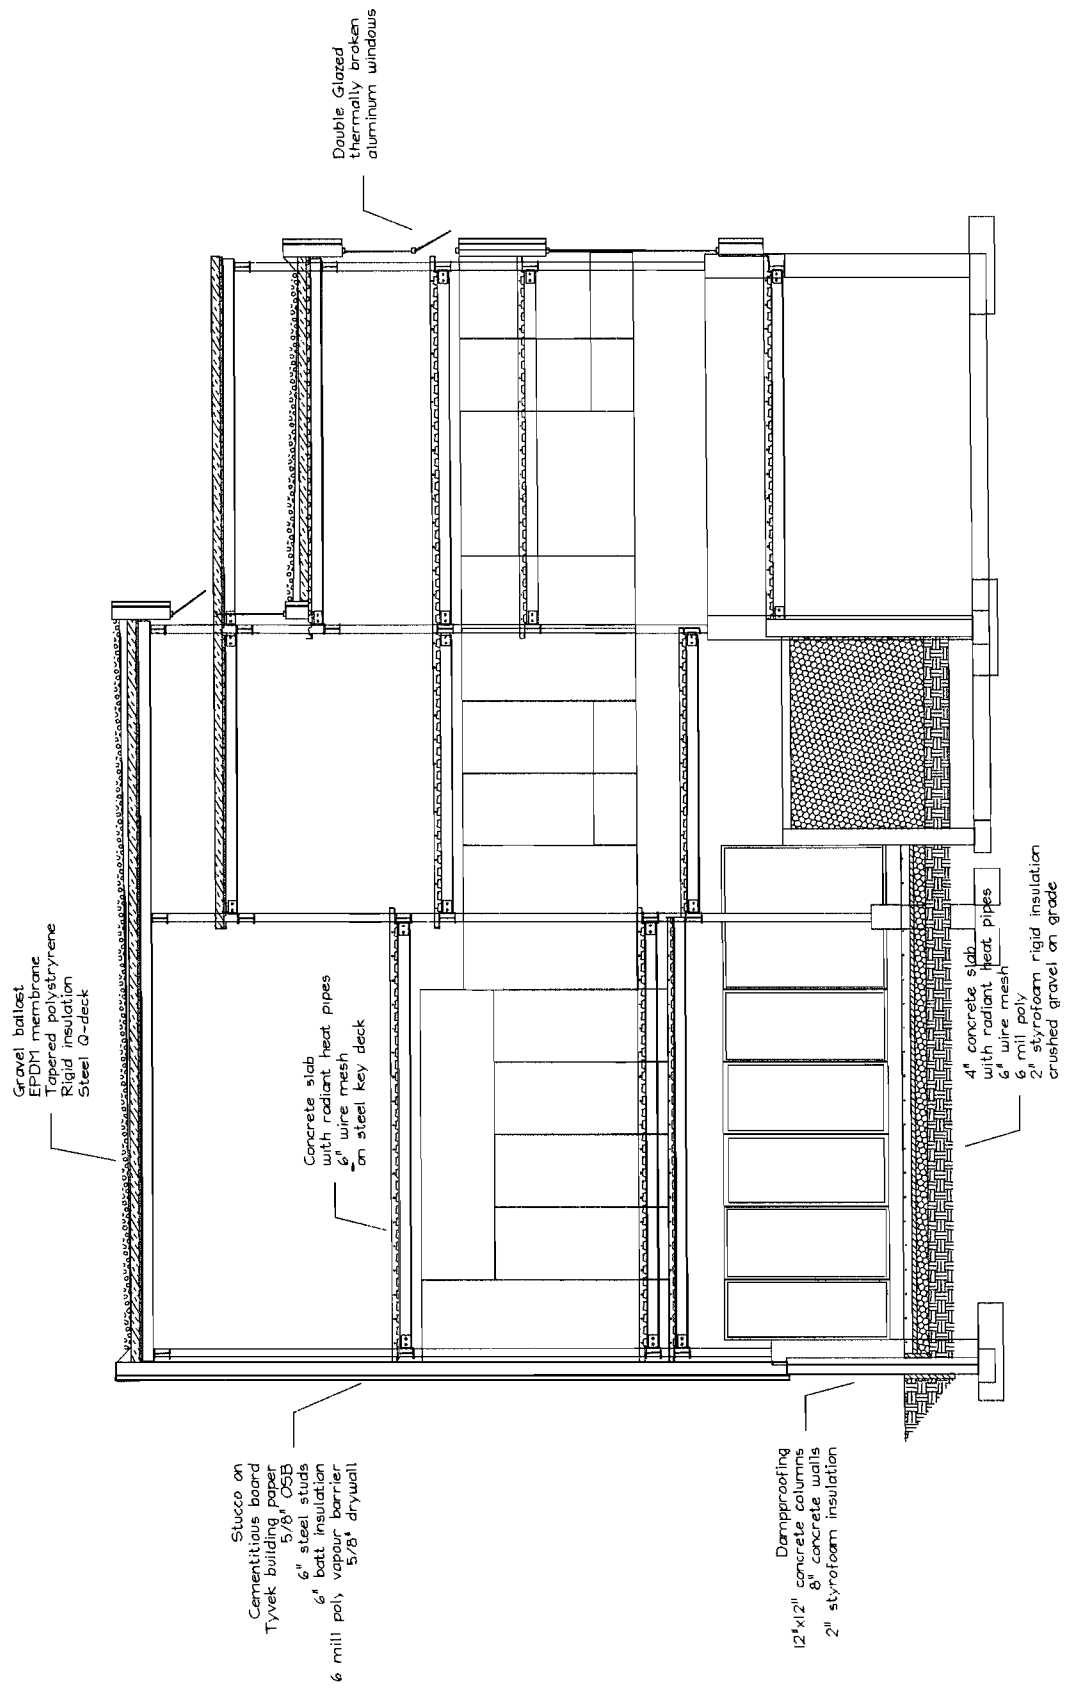 Gravel ballast
EPDM membrane
Tapered polystryrene
Rigid insulation
Steel Q-deck
Double Glazed
thermally broken
aluminum windows
Concrete slab
with radiant heat pipes
6" wire mesh
on steel key deck
Stucco on
Cementitious board
Tyvek building paper
5/8" OSB
6" steel studs
6" batt insulation
6 mill poly vapour barrier
5/8" drywall
Dampproofing
12"x12" concrete columns
8" concrete walls
2" styrofoam insulation
4" concrete slab
with radiant heat pipes
6" wire mesh
6 mil poly
2" styrofoam rigid insulation
crushed gravel on grade